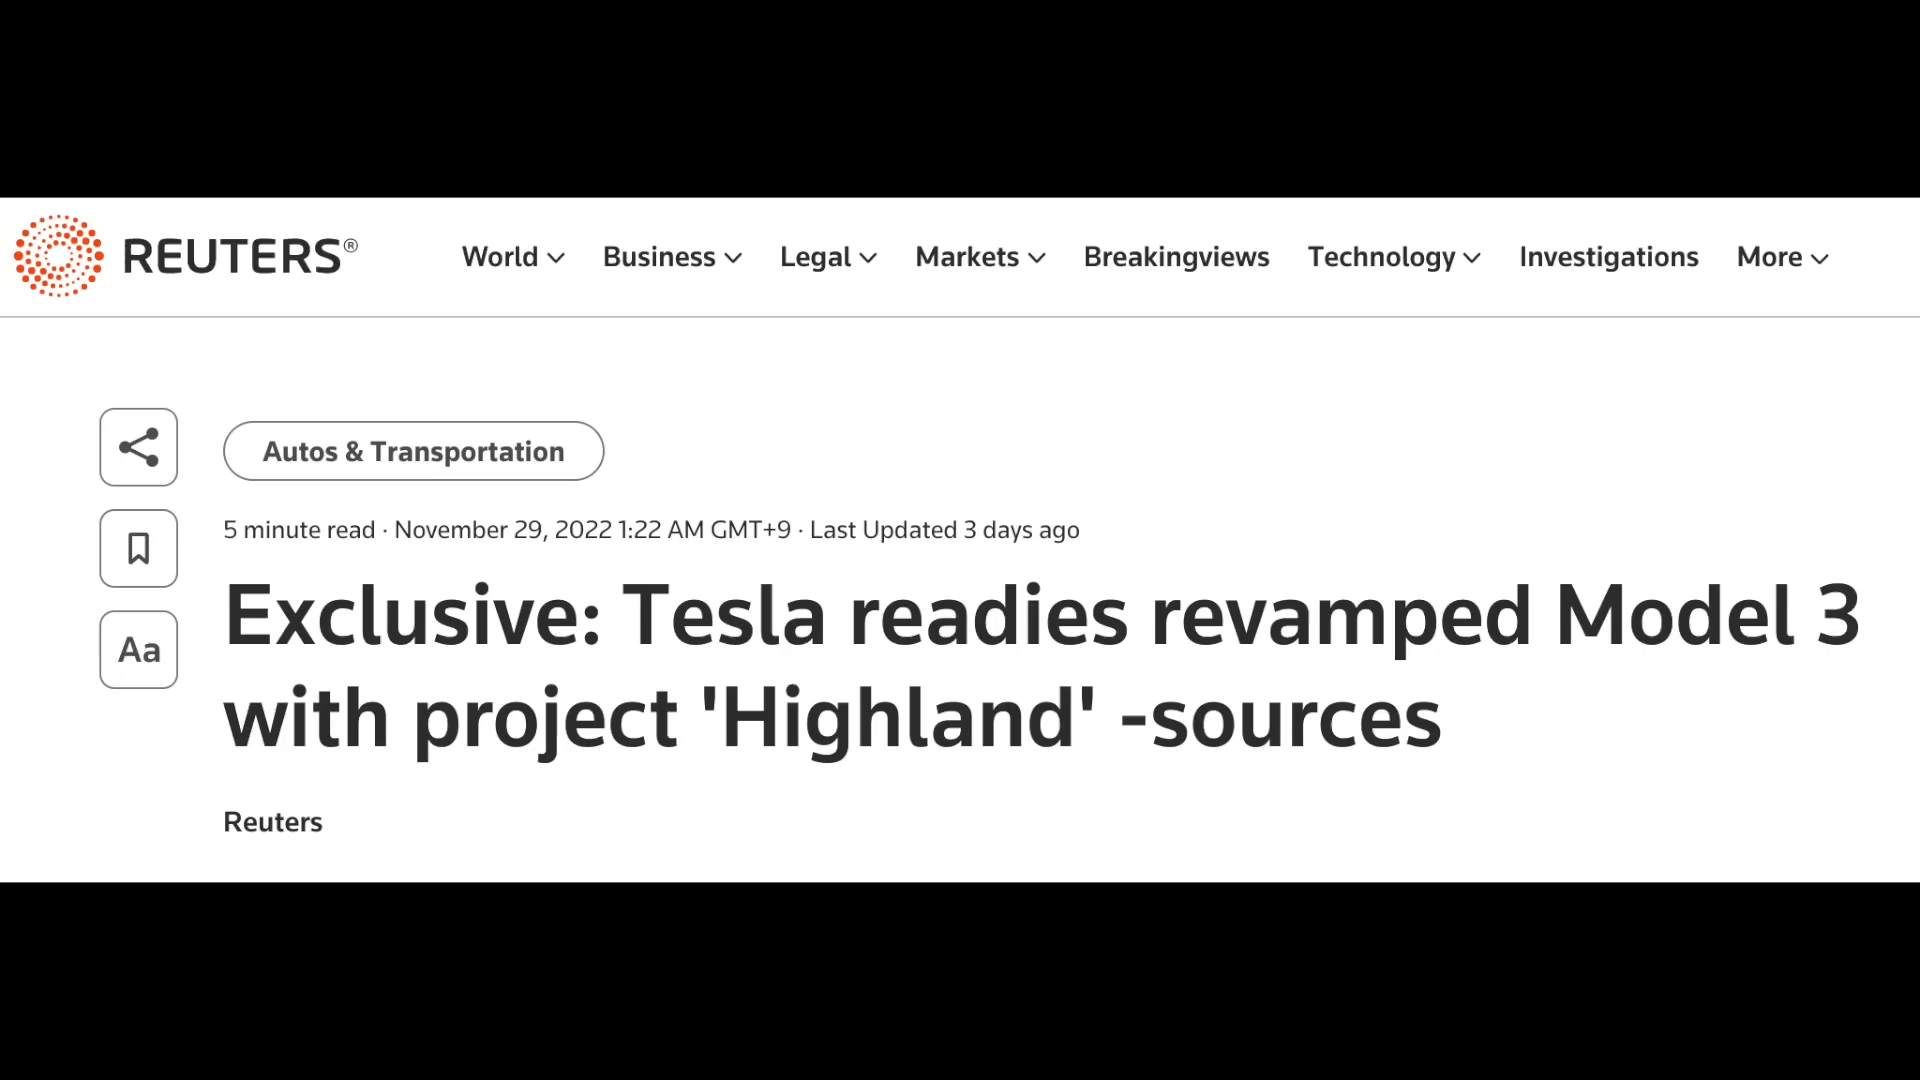 REUTERS®
World Business Legal Markets Breakingviews Technology Investigations More
Autos & Transportation
5 minute read · November 29, 2022 1:22 AM GMT+9 · Last Updated 3 days ago
Aa
Exclusive: Tesla readies revamped Model 3
with project 'Highland' -sources
Reuters